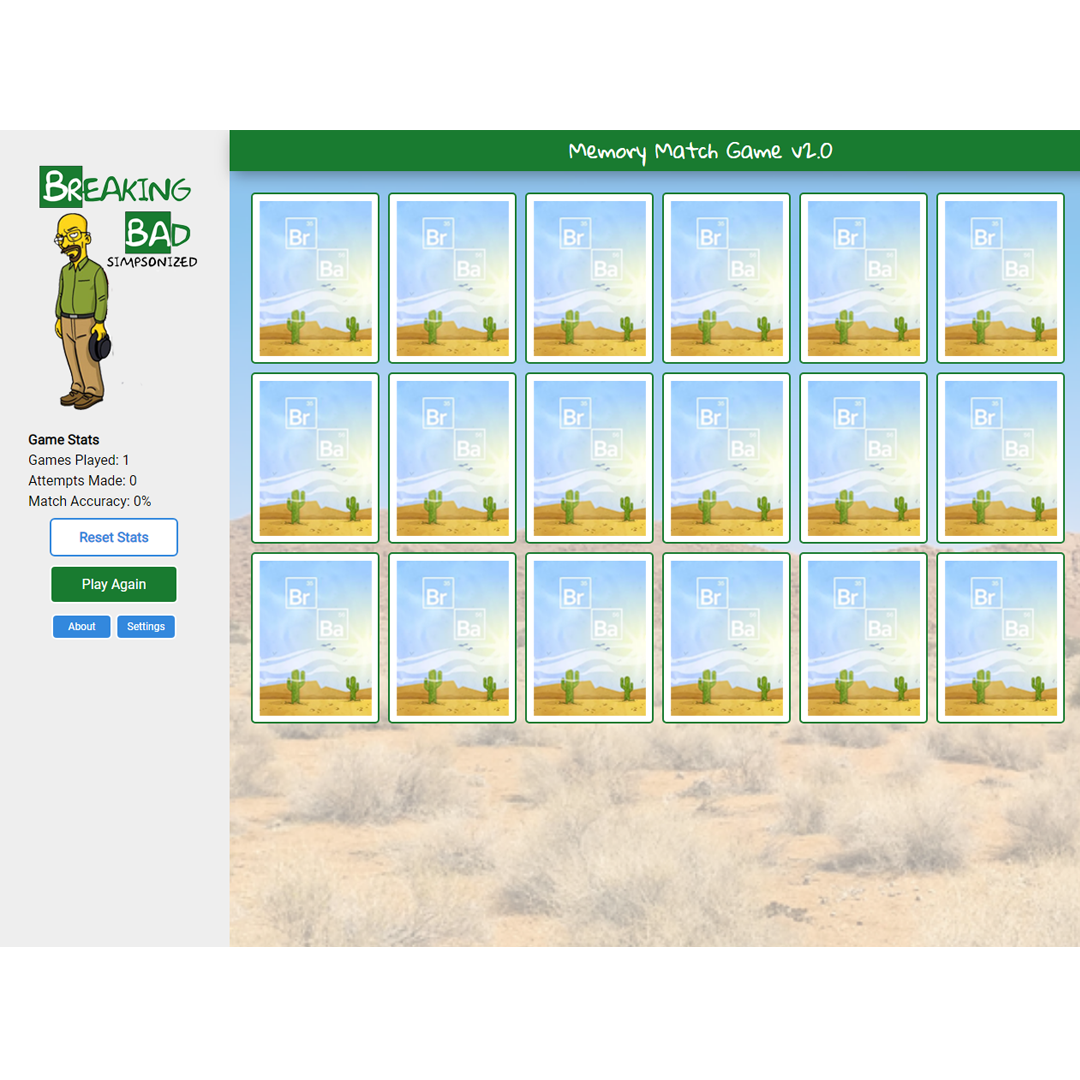 BREAKING
BAD
SIMPSONIZED
Game Stats
Games Played: 1
Attempts Made: 0
Match Accuracy: 0%
Reset Stats
Play Again
About
Settings
Memory Match Game v2.0
Br Br Br Br Br Br
Ba Ba Ba Ba Ba Ba
Br Br Br Br Br Br
Ba Ba Ba Ba Ba Ba
Br Br Br Br Br Br
Ba Ba Ba Ba Ba Ba